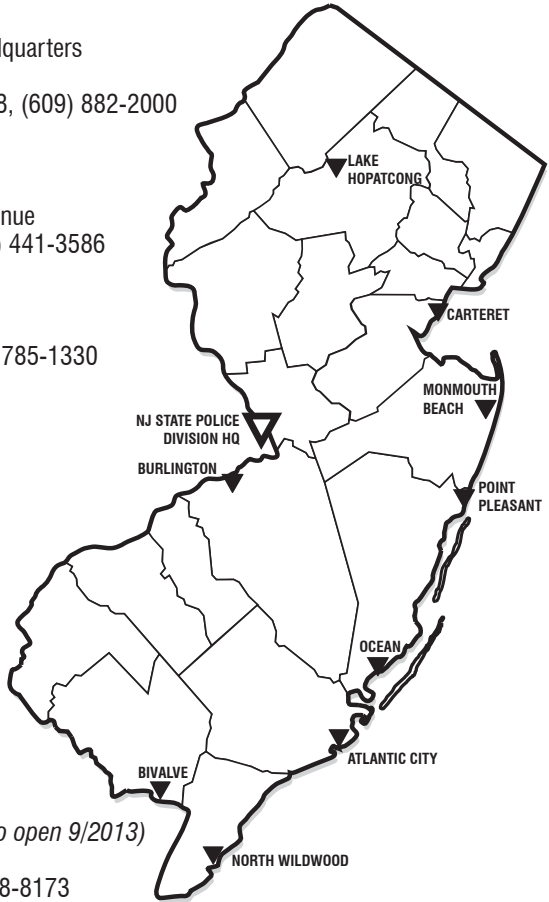 dquarters
8, (609) 882-2000
nue
) 441-3586
785-1330
o open 9/2013)
8-8173
LAKE
HOPATCONG
CARTERET
MONMOUTH
BEACH
NJ STATE POLICE
DIVISION HQ
BURLINGTON
POINT
PLEASANT
OCEAN
ATLANTIC CITY
BIVALVE
NORTH WILDWOOD